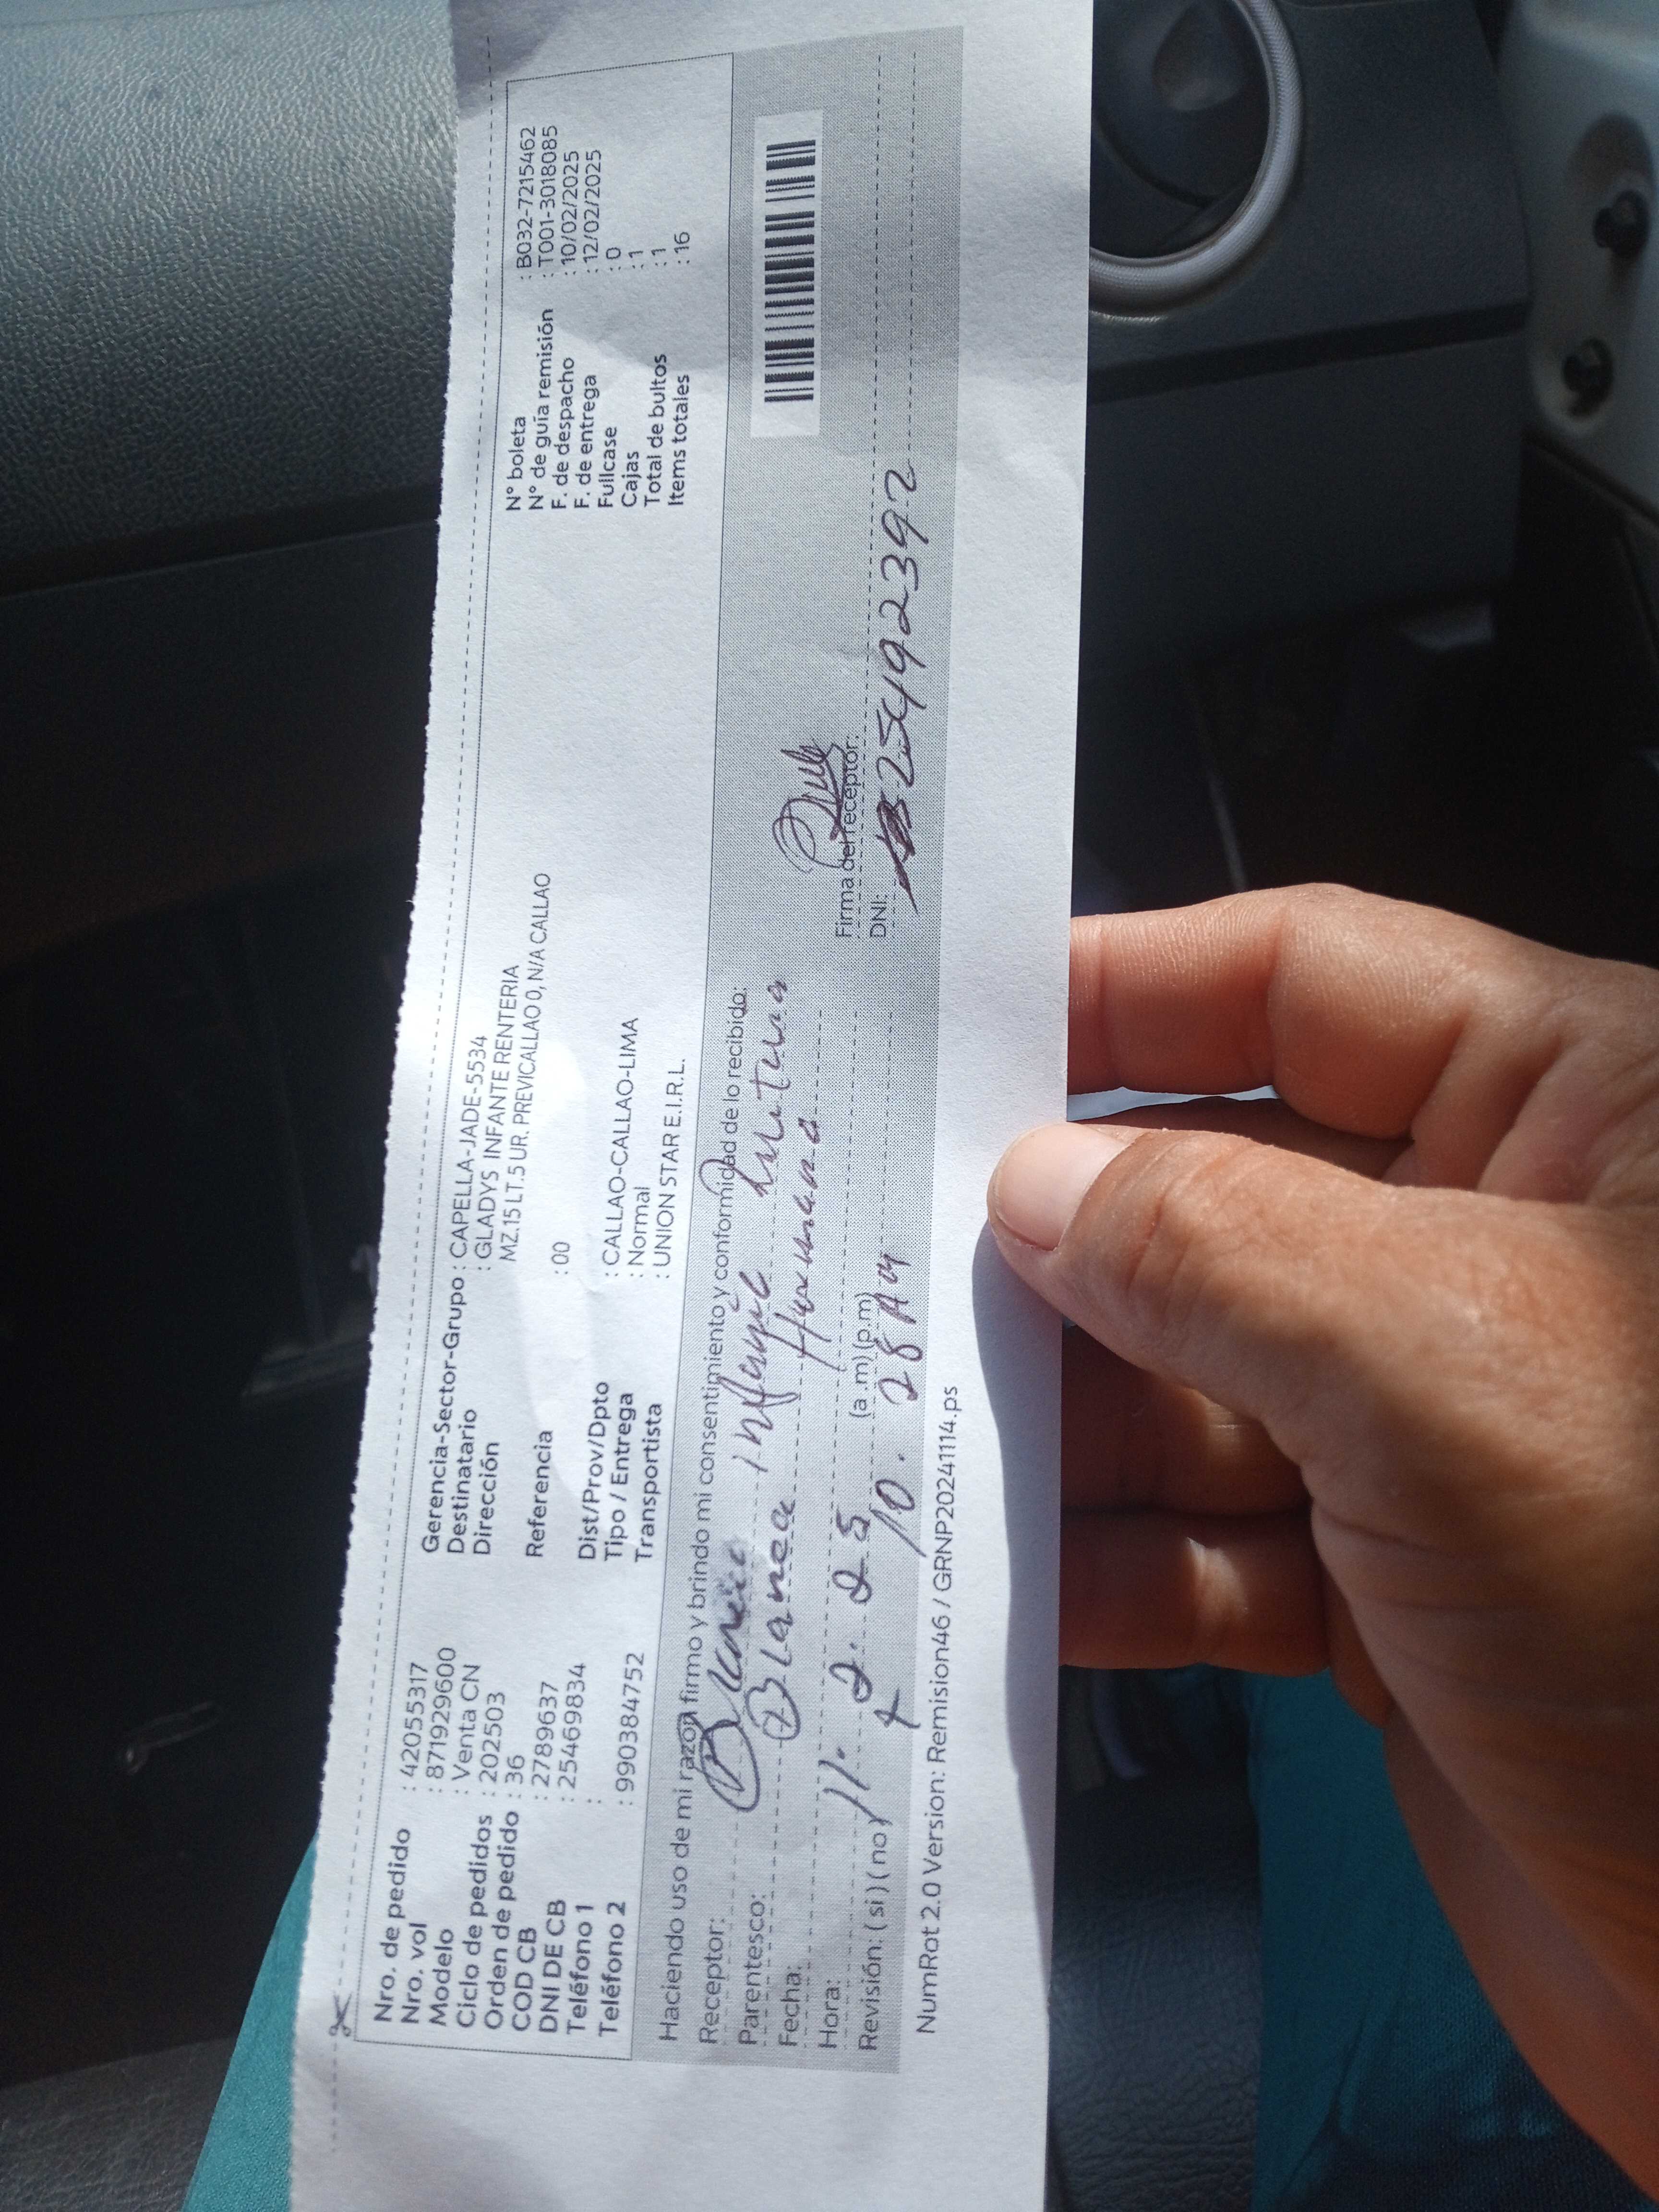 Nro. de pedido : 42055317
Nro. vol : 871929600
Modelo : Venta CN
Ciclo de pedidos : 202503
Orden de pedido : 36
COD CB : 2789637
DNI DE CB : 25469834
Teléfono 1 :
Teléfono 2 : 990384752
Gerencia-Sector-Grupo : CAPELLA-JADE-5534
Destinatario : GLADYS INFANTE RENTERIA
Dirección MZ.15 LT.5 UR. PREVICALLAO 0, N/A CALLAO
Referencia : 00
Dist/Prov/Dpto : CALLAO-CALLAO-LIMA
Tipo / Entrega : Normal
Transportista : UNION STAR E.I.R.L.
N° boleta : B032-7215462
N° de guía remisión : T001-3018085
F. de despacho : 10/02/2025
F. de entrega : 12/02/2025
Fullcase : 0
Cajas : 1
Total de bultos : 1
Items totales : 16
Haciendo uso de mi razón firmo y brindo mi consentimiento y conformidad de lo recibido:
Receptor: Blanca
Parentesco: Blanca Hermana
Fecha: 11. 2. 25
Hora: (a.m) (p.m) 10. 28 AM
Revisión: (si) (no)
Firma del receptor:
DNI: 25492392
NumRot 2.0 Version: Remision46 / GRNP20241114.ps